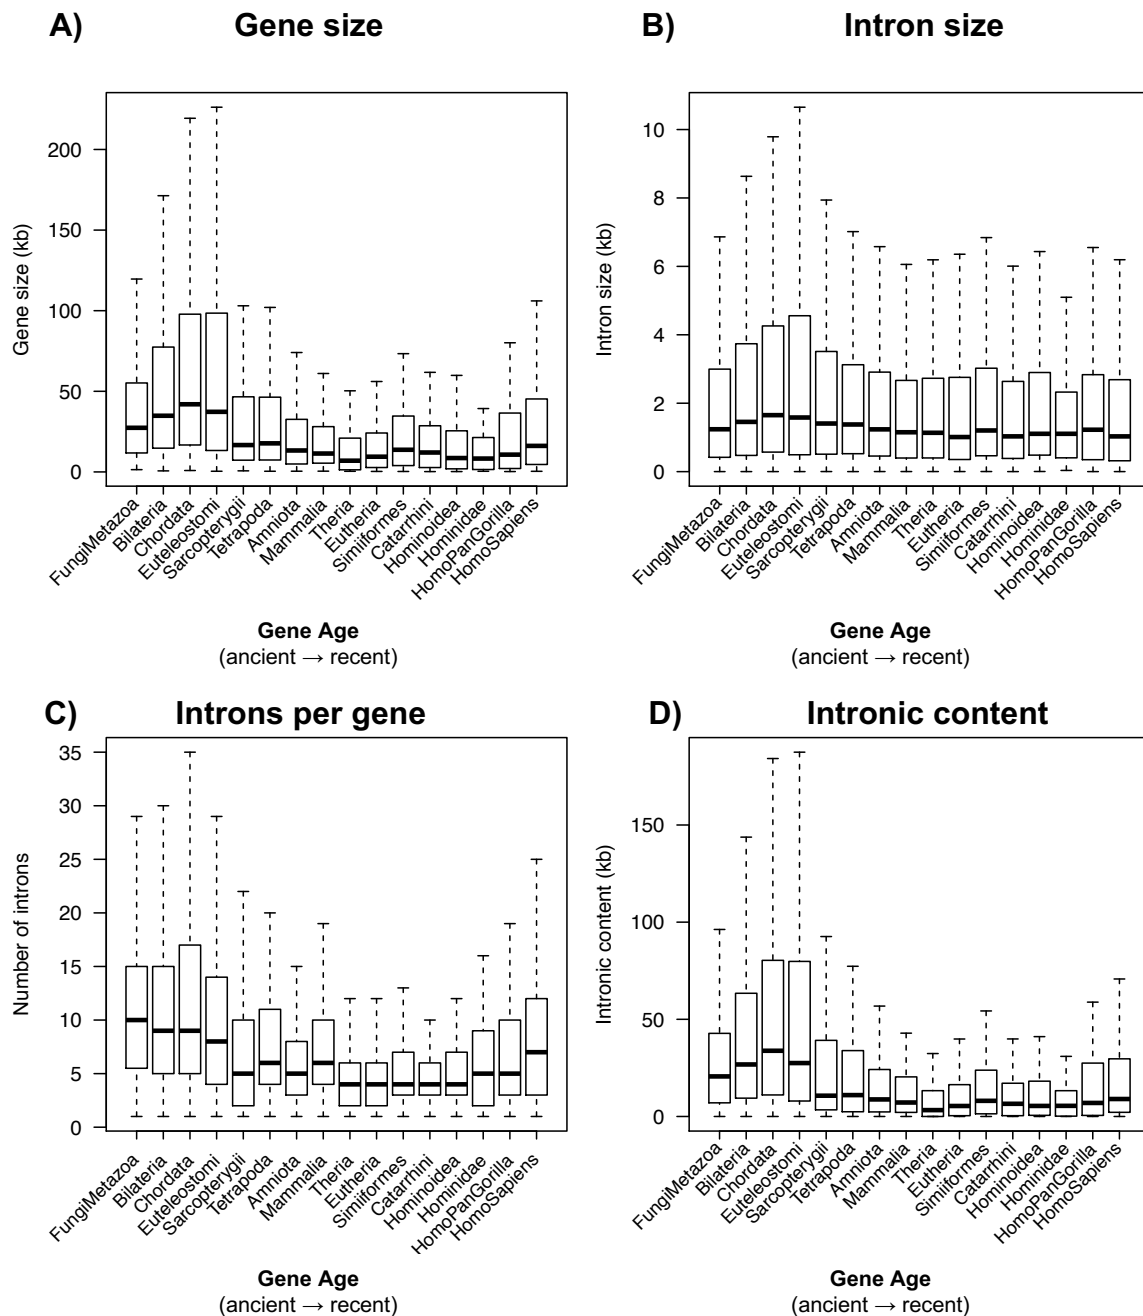 A) Gene size
Gene size (kb)
200
150
100
50
0
FungiMetazoa
Bilateria
Chordata
Euteleostomi
Sarcopterygii
Tetrapoda
Amniota
Mammalia
Theria
Eutheria
Simiiformes
Catarrhini
Hominoidea
Hominidae
HomoPanGorilla
HomoSapiens
Gene Age
(ancient → recent)
B) Intron size
Intron size (kb)
10
8
6
4
2
0
FungiMetazoa
Bilateria
Chordata
Euteleostomi
Sarcopterygii
Tetrapoda
Amniota
Mammalia
Theria
Eutheria
Simiiformes
Catarrhini
Hominoidea
Hominidae
HomoPanGorilla
HomoSapiens
Gene Age
(ancient → recent)
C) Introns per gene
Number of introns
35
30
25
20
15
10
5
0
FungiMetazoa
Bilateria
Chordata
Euteleostomi
Sarcopterygii
Tetrapoda
Amniota
Mammalia
Theria
Eutheria
Simiiformes
Catarrhini
Hominoidea
Hominidae
HomoPanGorilla
HomoSapiens
Gene Age
(ancient → recent)
D) Intronic content
Intronic content (kb)
150
100
50
0
FungiMetazoa
Bilateria
Chordata
Euteleostomi
Sarcopterygii
Tetrapoda
Amniota
Mammalia
Theria
Eutheria
Simiiformes
Catarrhini
Hominoidea
Hominidae
HomoPanGorilla
HomoSapiens
Gene Age
(ancient → recent)